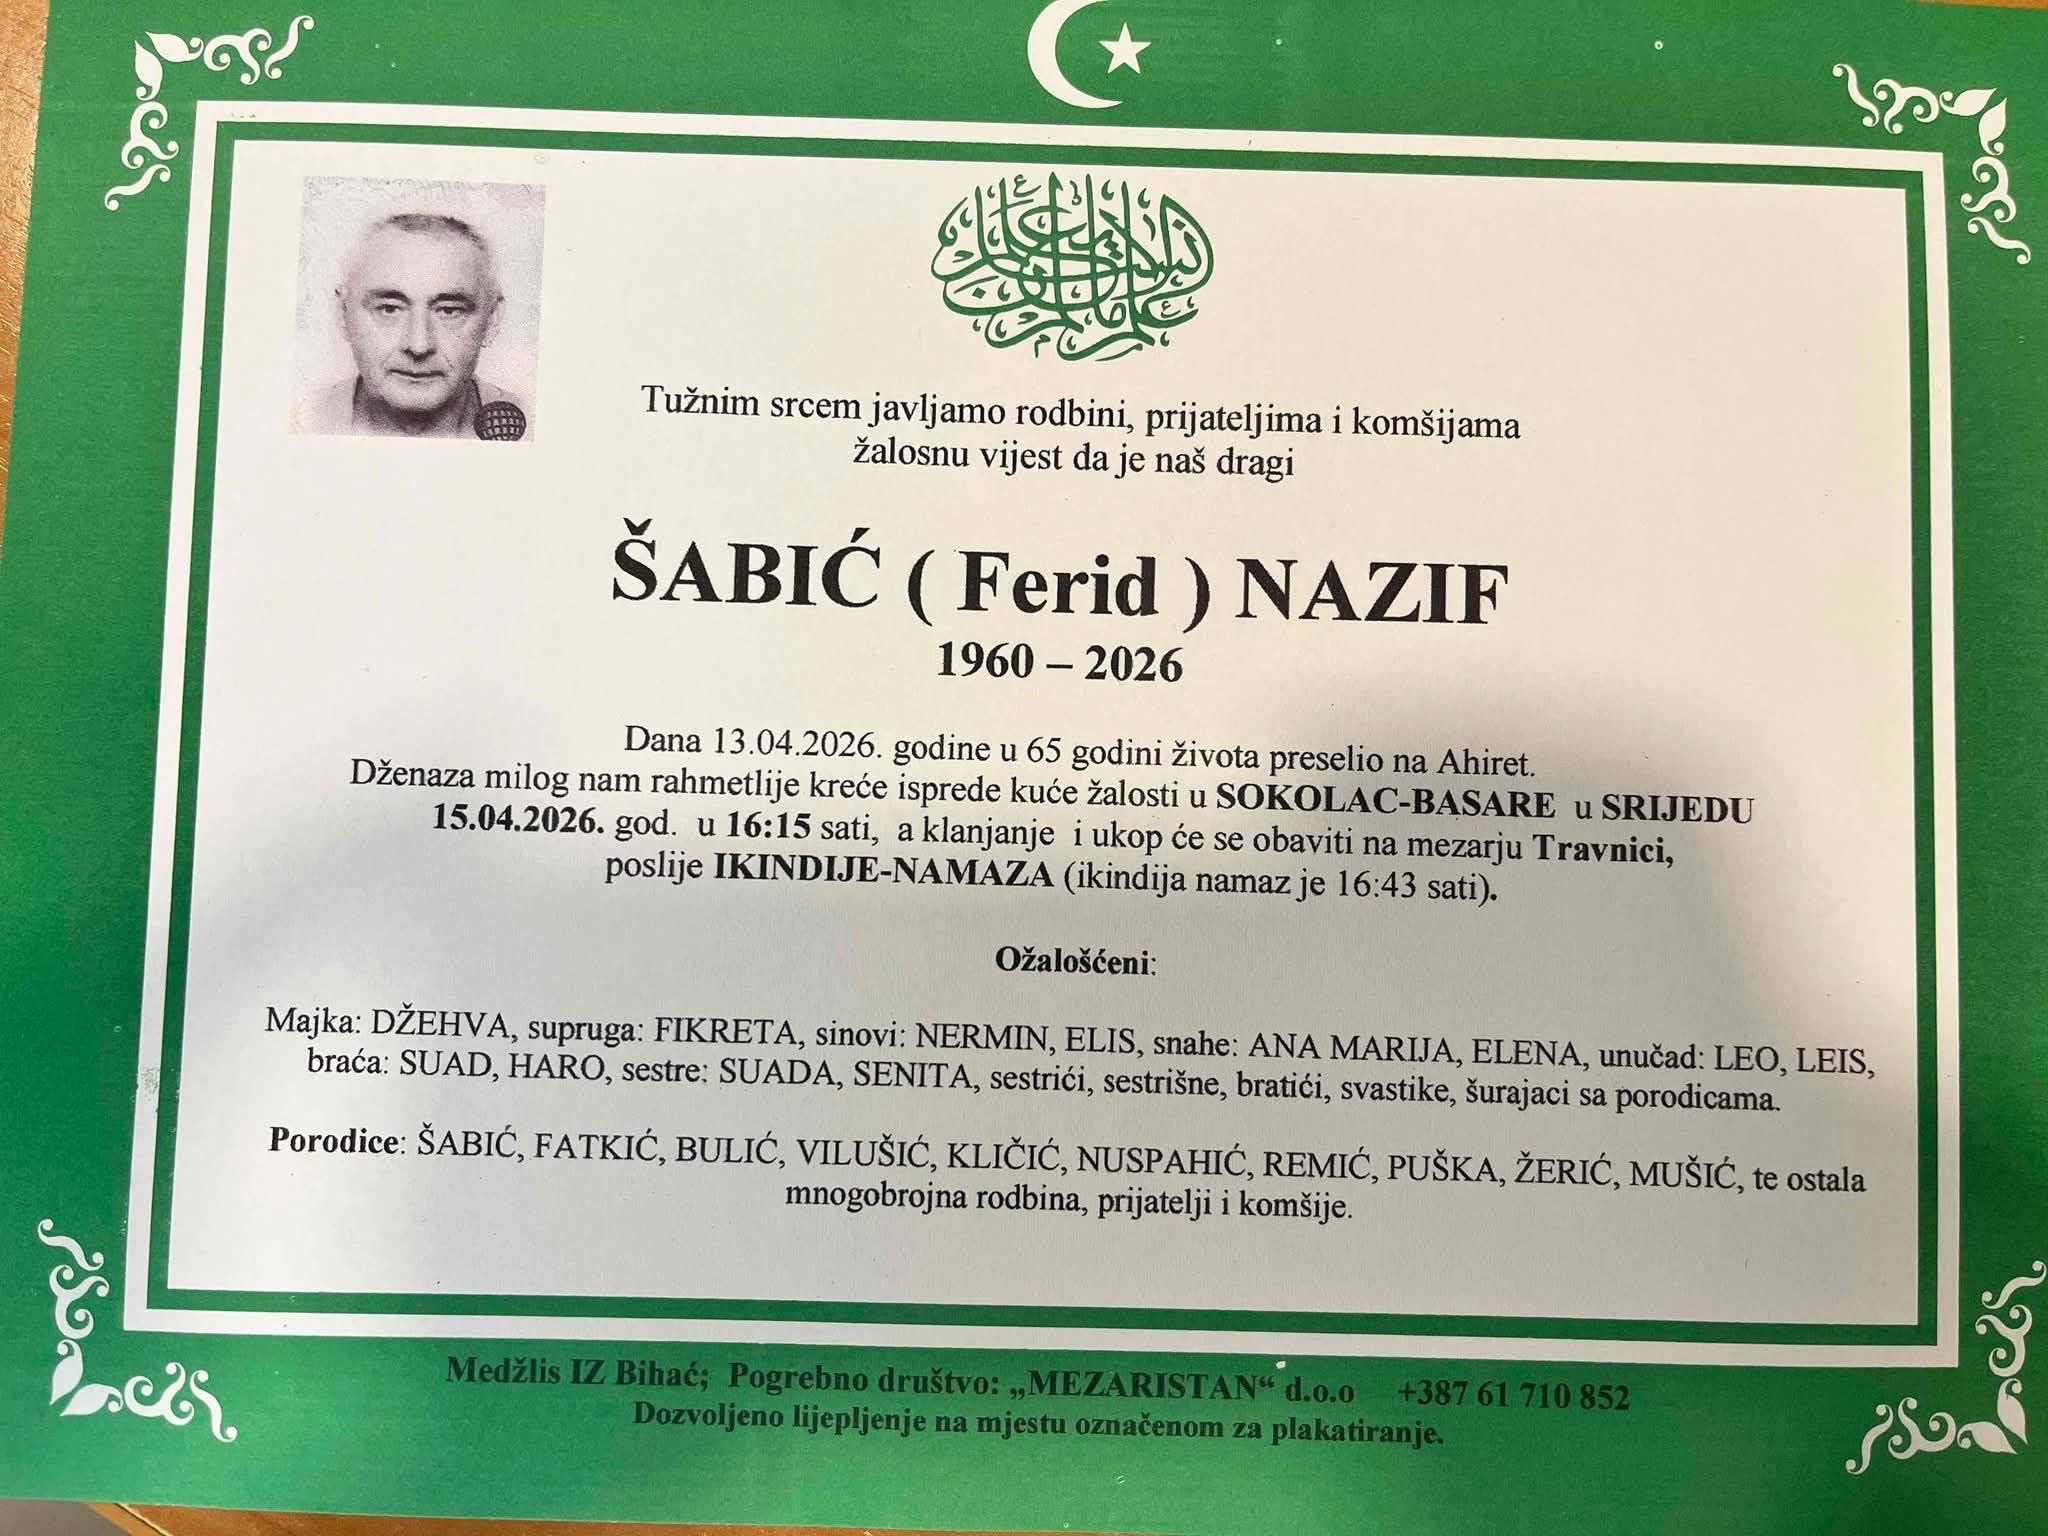 Tužnim srcem javljamo rodbini, prijateljima i komšijama
žalosnu vijest da je naš dragi
ŠABIĆ ( Ferid ) NAZIF
1960 – 2026
Dana 13.04.2026. godine u 65 godini života preselio na Ahiret.
Dženaza milog nam rahmetlije kreće isprede kuće žalosti u SOKOLAC-BASARE u SRIJEDU
15.04.2026. god. u 16:15 sati, a klanjanje i ukop će se obaviti na mezarju Travnici,
poslije IKINDIJE-NAMAZA (ikindija namaz je 16:43 sati).
Ožalošćeni:
Majka: DŽEHVA, supruga: FIKRETA, sinovi: NERMIN, ELIS, snahe: ANA MARIJA, ELENA, unučad: LEO, LEIS,
braća: SUAD, HARO, sestre: SUADA, SENITA, sestrići, sestrišne, bratići, svastike, šurajaci sa porodicama.
Porodice: ŠABIĆ, FATKIĆ, BULIĆ, VILUŠIĆ, KLIČIĆ, NUSPAHIĆ, REMIĆ, PUŠKA, ŽERIĆ, MUŠIĆ, te ostala
mnogobrojna rodbina, prijatelji i komšije.
Medžlis IZ Bihać; Pogrebno društvo: „MEZARISTAN“ d.o.o +387 61 710 852
Dozvoljeno lijepljenje na mjestu označenom za plakatiranje.